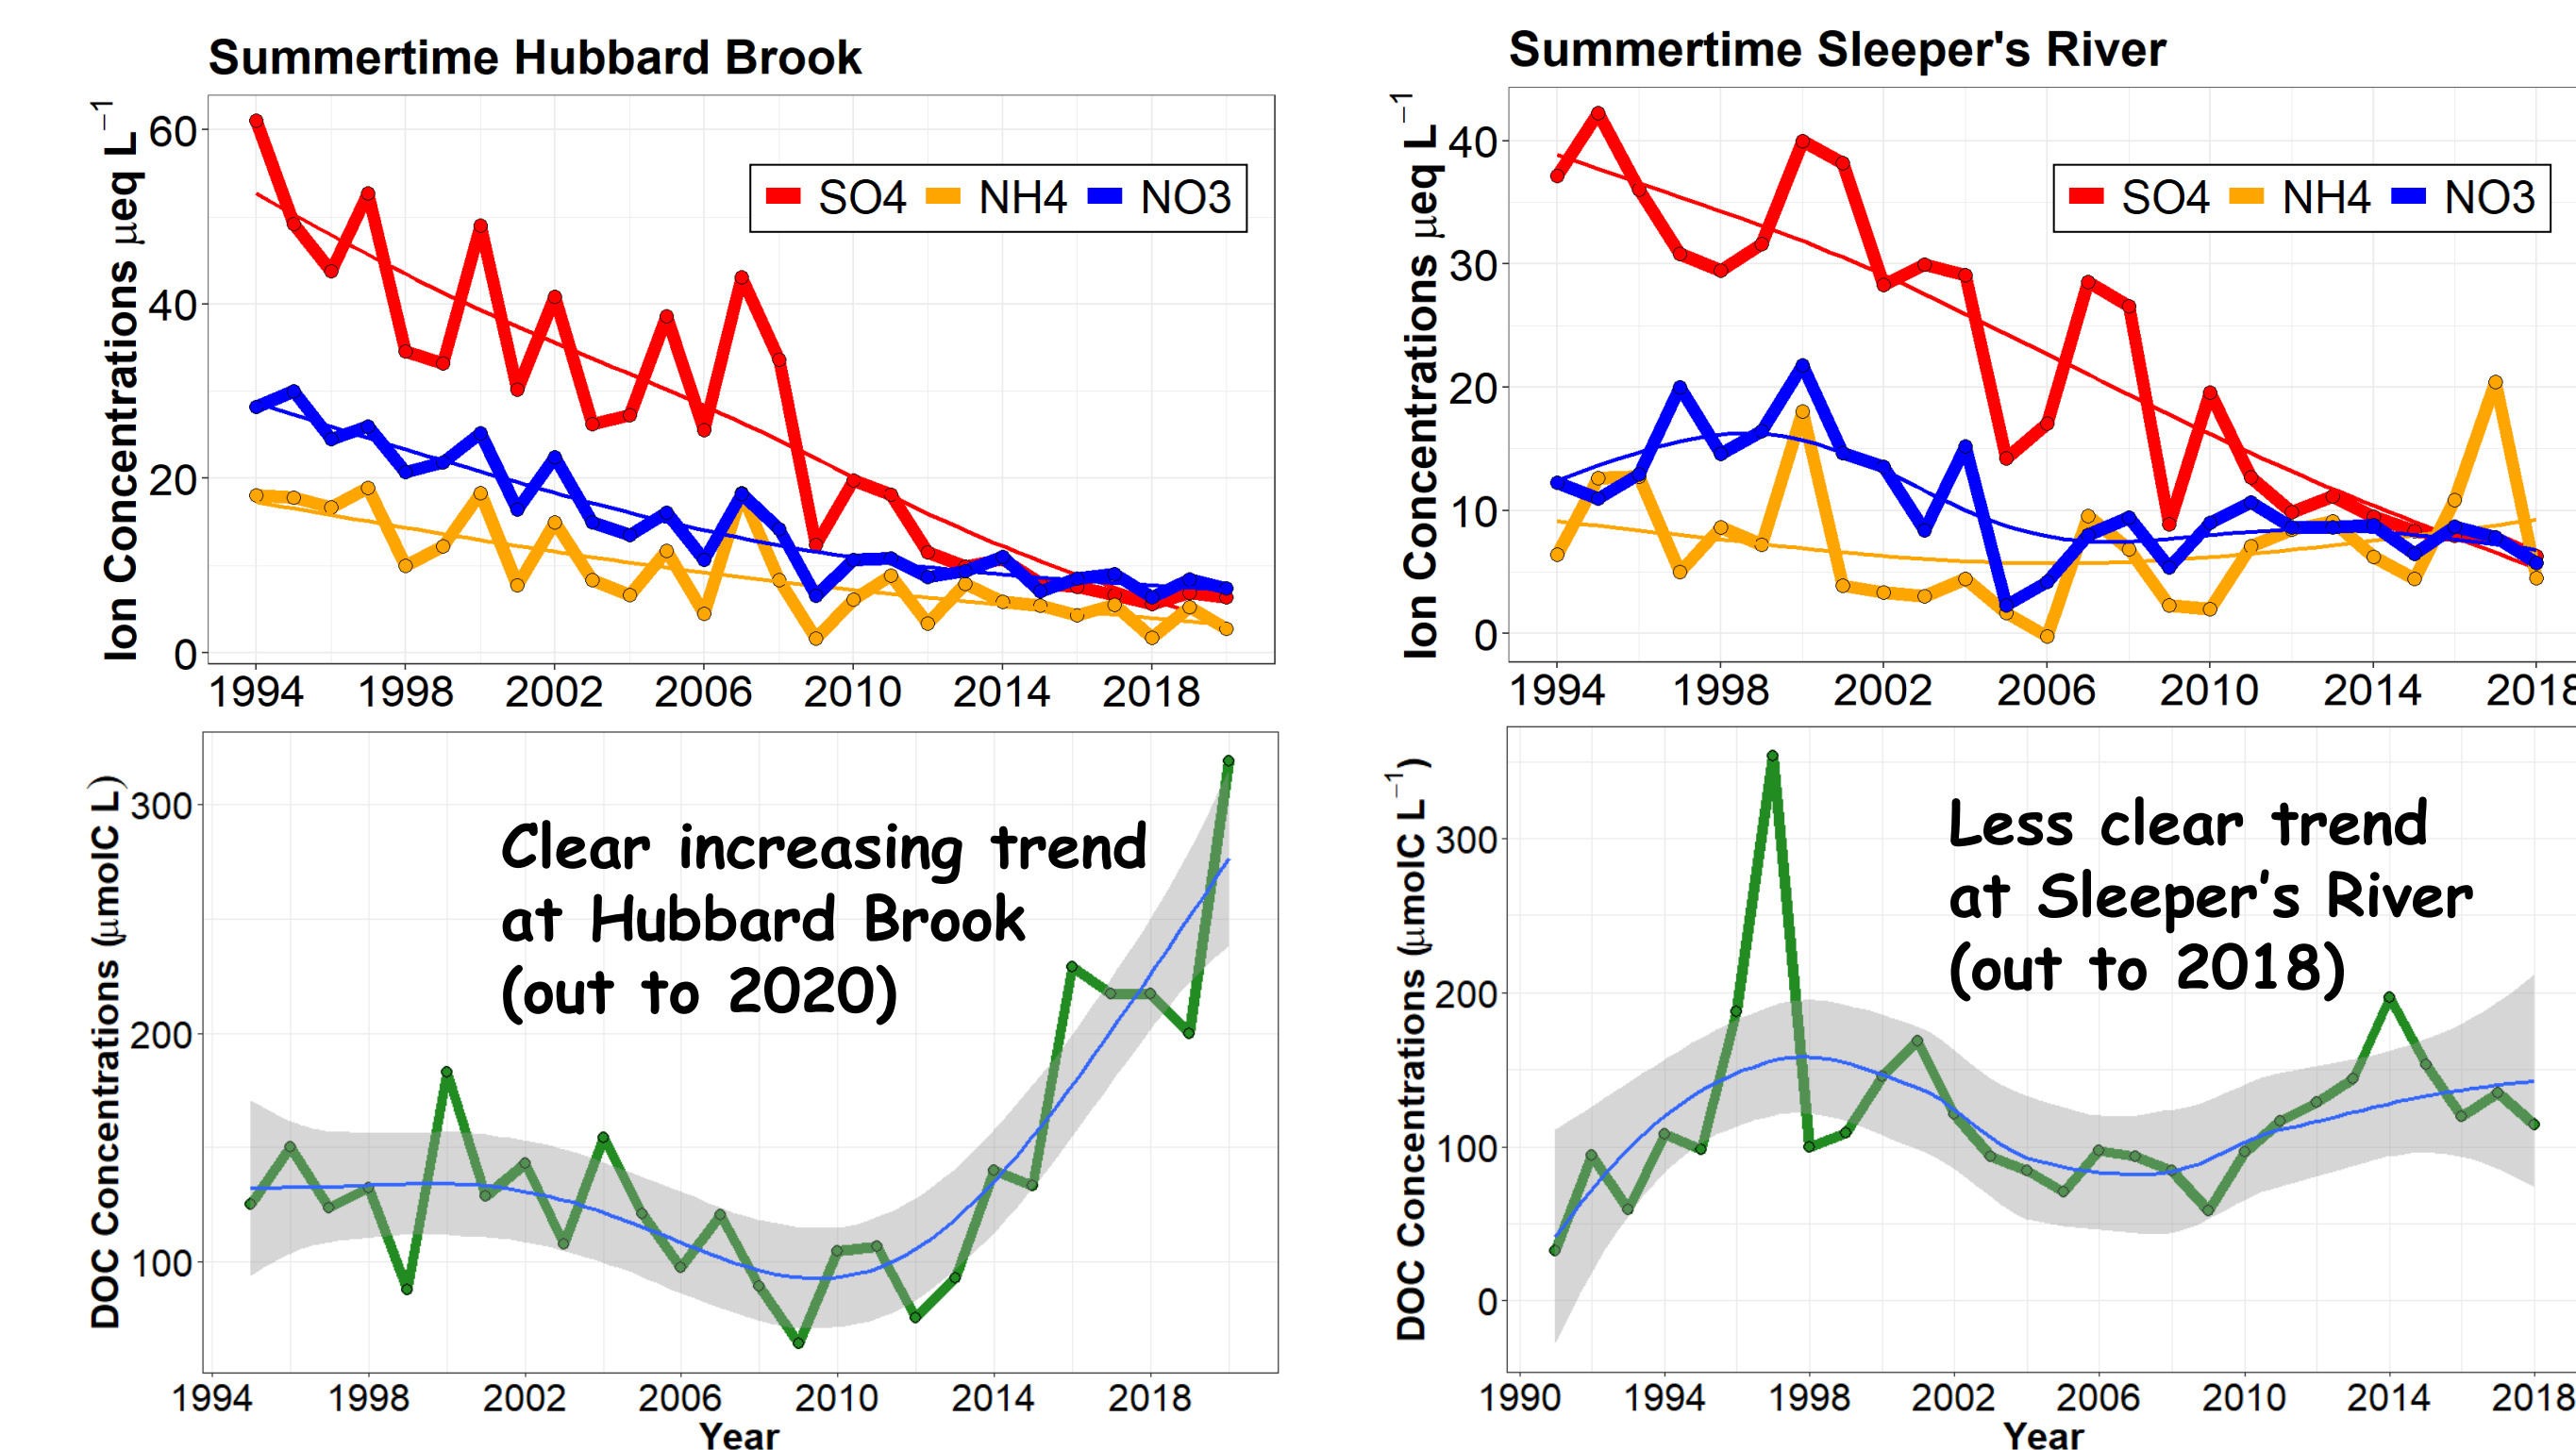 Summertime Hubbard Brook
Ion Concentrations μeq L⁻¹
60
40
20
0
SO4 NH4 NO3
1994 1998 2002 2006 2010 2014 2018
Summertime Sleeper's River
Ion Concentrations μeq L⁻¹
40
30
20
10
0
SO4 NH4 NO3
1994 1998 2002 2006 2010 2014 2018
DOC Concentrations (μmolC L)
300
200
100
Clear increasing trend
at Hubbard Brook
(out to 2020)
1994 1998 2002 2006 2010 2014 2018
Year
DOC Concentrations (μmolC L⁻¹)
300
200
100
0
Less clear trend
at Sleeper’s River
(out to 2018)
1990 1994 1998 2002 2006 2010 2014 2018
Year